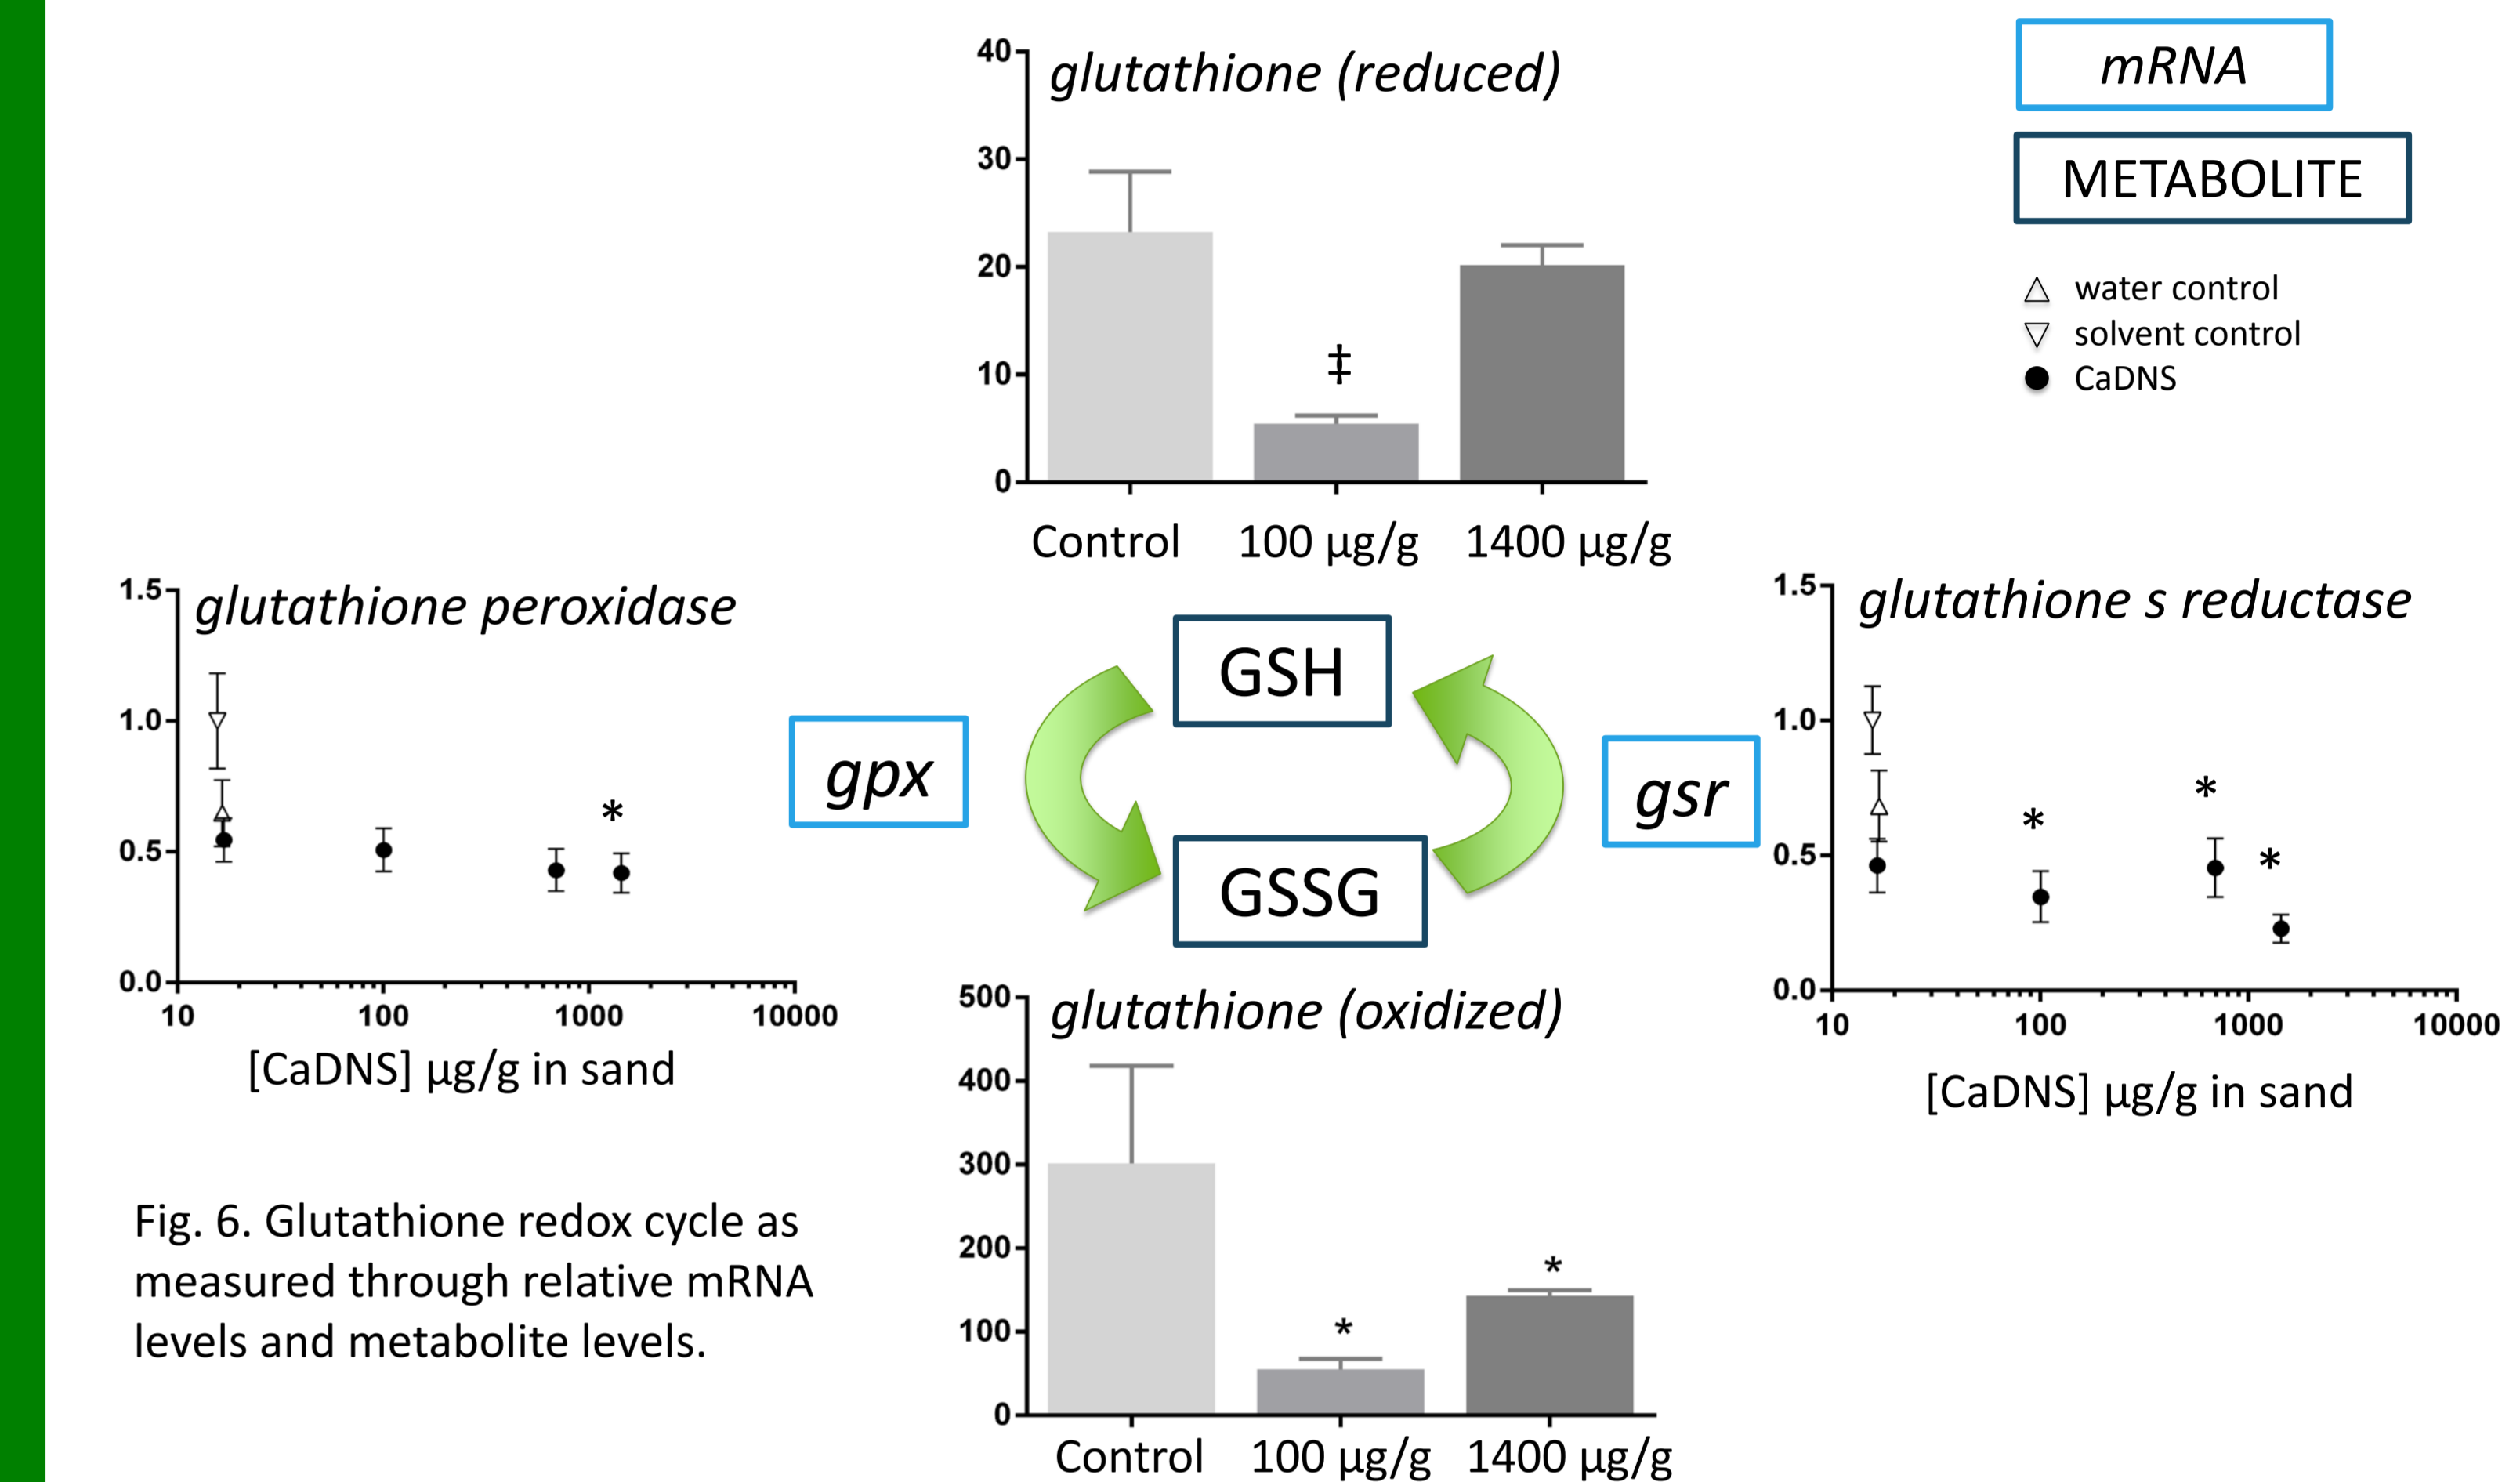 glutathione (reduced)
40
30
20
10
0
‡
Control 100 µg/g 1400 µg/g
mRNA
METABOLITE
△ water control
▽ solvent control
● CaDNS
glutathione peroxidase
1.5
1.0
0.5
0.0
*
10 100 1000 10000
[CaDNS] µg/g in sand
gpx
GSH
GSSG
gsr
glutathione s reductase
1.5
1.0
0.5
0.0
* * *
10 100 1000 10000
[CaDNS] µg/g in sand
glutathione (oxidized)
500
400
300
200
100
0
* *
Control 100 µg/g 1400 µg/g
Fig. 6. Glutathione redox cycle as
measured through relative mRNA
levels and metabolite levels.